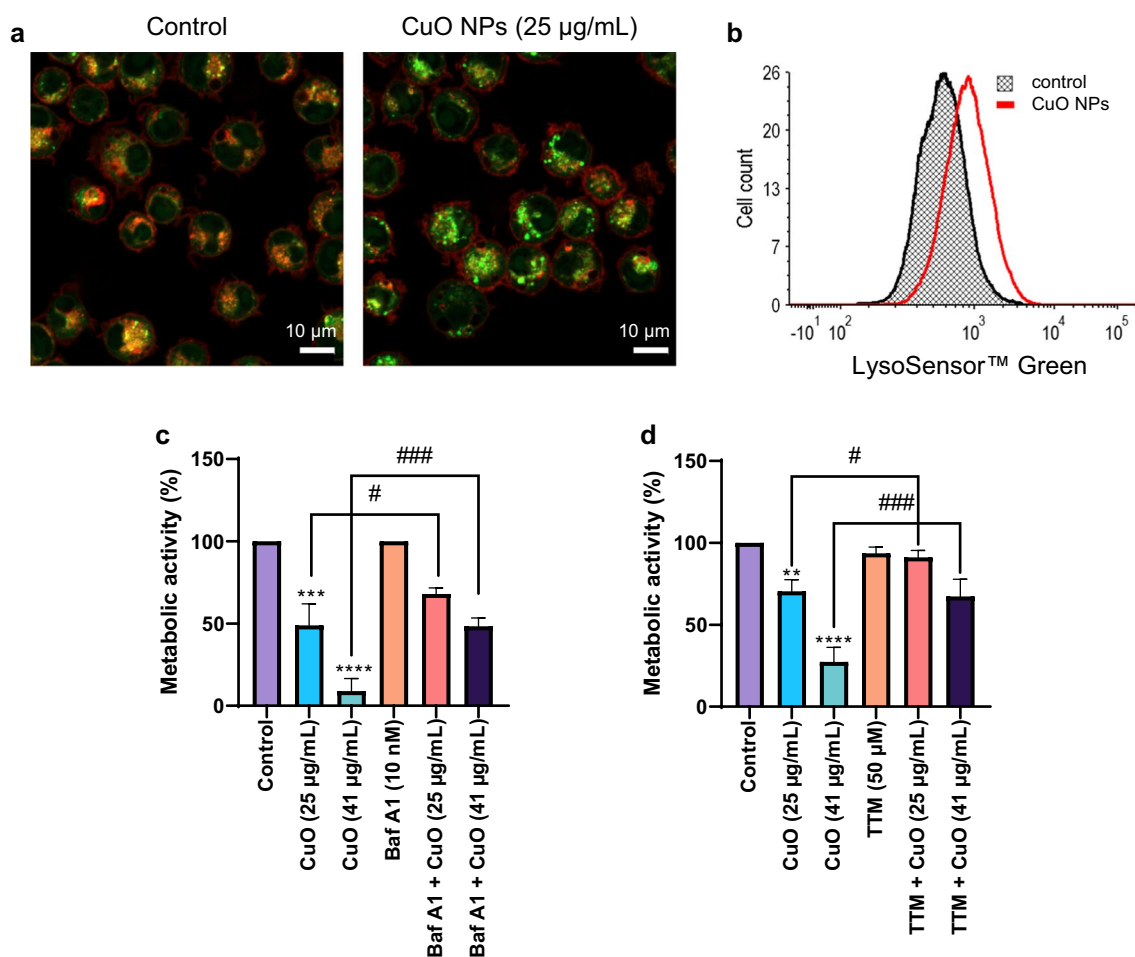 a
Control
CuO NPs (25 µg/mL)
10 µm
10 µm
b
26
20
13
7
0
Cell count
control
CuO NPs
-10¹ 10² 10³ 10⁴ 10⁵
LysoSensor™ Green
c
150
100
50
0
Metabolic activity (%)
###
#
***
****
Control
CuO (25 µg/mL)
CuO (41 µg/mL)
Baf A1 (10 nM)
Baf A1 + CuO (25 µg/mL)
Baf A1 + CuO (41 µg/mL)
d
150
100
50
0
Metabolic activity (%)
#
###
**
****
Control
CuO (25 µg/mL)
CuO (41 µg/mL)
TTM (50 µM)
TTM + CuO (25 µg/mL)
TTM + CuO (41 µg/mL)